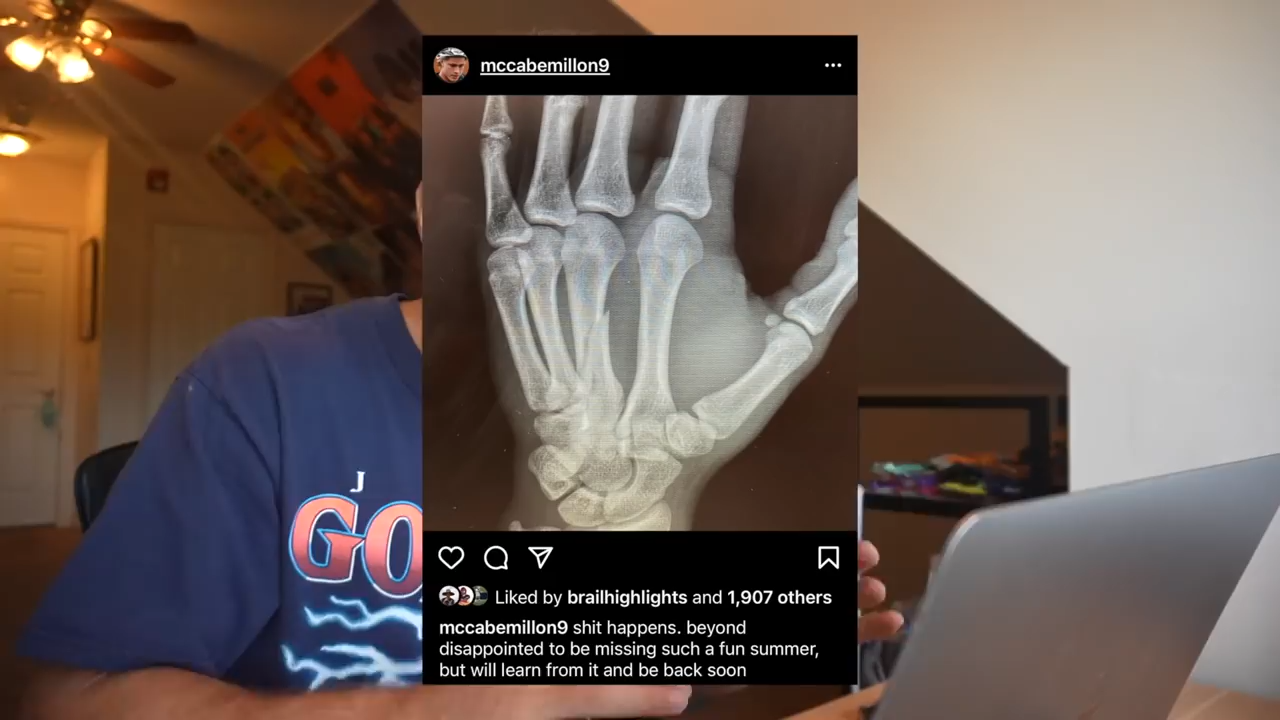 mccabemillon9
J
GO
Liked by brailhighlights and 1,907 others
mccabemillon9 shit happens. beyond
disappointed to be missing such a fun summer,
but will learn from it and be back soon